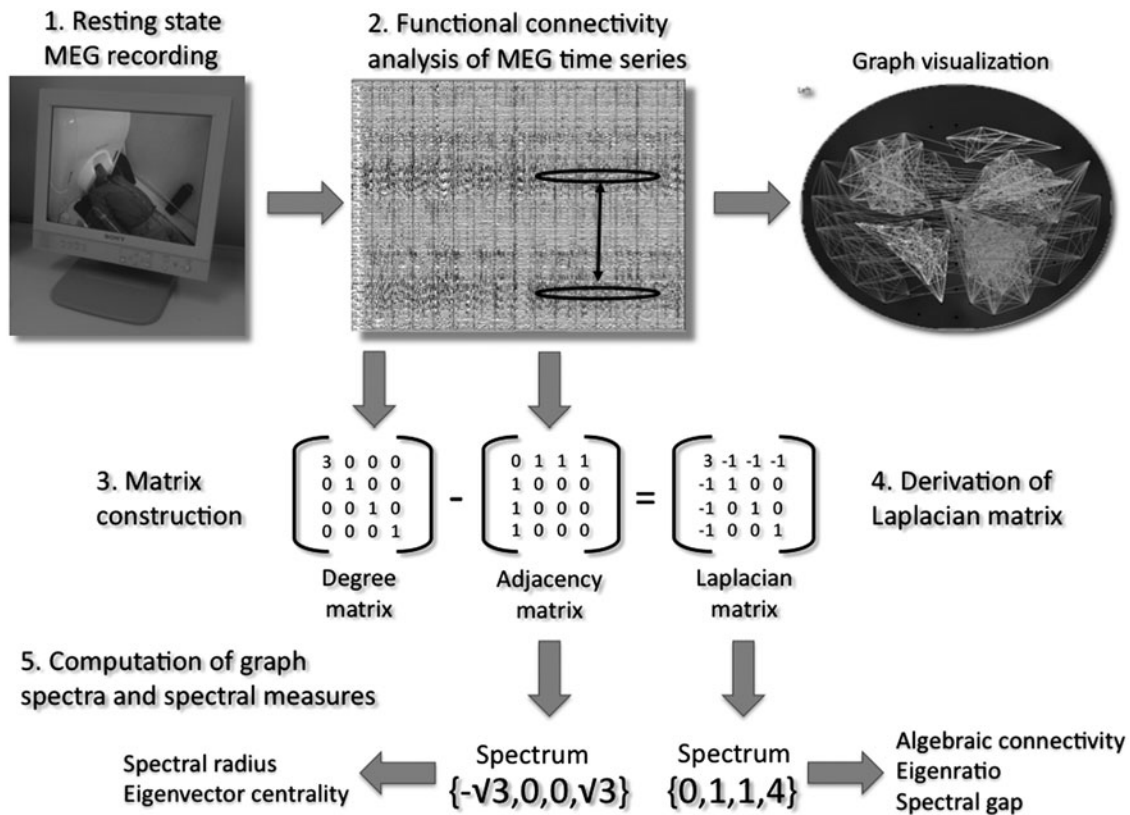 1. Resting state
MEG recording
2. Functional connectivity
analysis of MEG time series
Graph visualization
Left
SONY
3. Matrix
construction
3 0 0 0
0 1 0 0
0 0 1 0
0 0 0 1
-
0 1 1 1
1 0 0 0
1 0 0 0
1 0 0 0
=
3 -1 -1 -1
-1 1 0 0
-1 0 1 0
-1 0 0 1
4. Derivation of
Laplacian matrix
Degree
matrix
Adjacency
matrix
Laplacian
matrix
5. Computation of graph
spectra and spectral measures
Spectral radius
Eigenvector centrality
Spectrum
{-√3,0,0,√3}
Spectrum
{0,1,1,4}
Algebraic connectivity
Eigenratio
Spectral gap